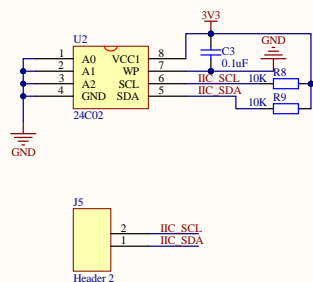 3V3
U2
GND
1 A0 VCC1 8
C3
2 A1 WP 7
0.1uF
3 A2 SCL 6 IIC_SCL 10K R8
4 GND SDA 5 IIC_SDA
10K R9
24C02
GND
J5
2 IIC_SCL
1 IIC_SDA
Header 2